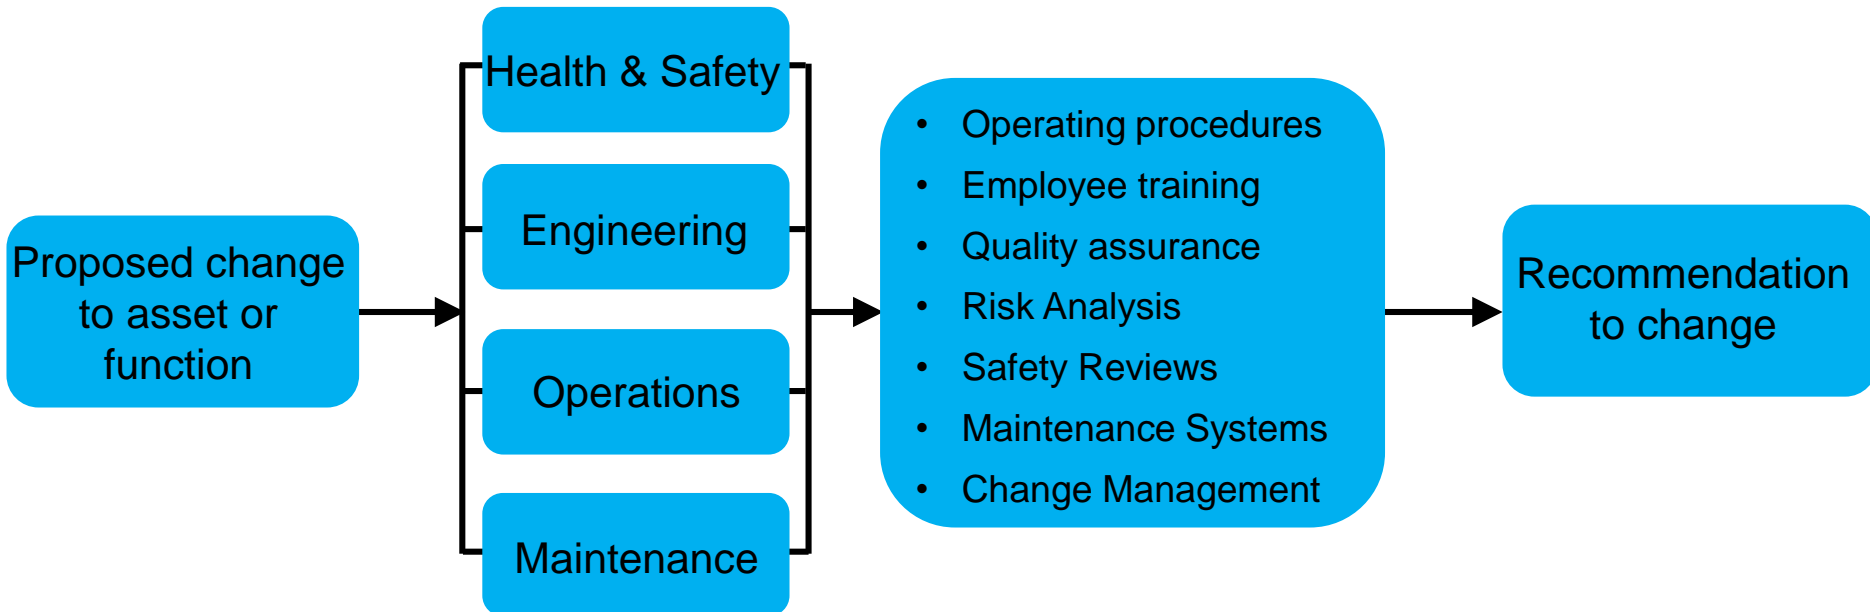 Proposed change
to asset or
function
Health & Safety
Engineering
Operations
Maintenance
• Operating procedures
• Employee training
• Quality assurance
• Risk Analysis
• Safety Reviews
• Maintenance Systems
• Change Management
Recommendation
to change